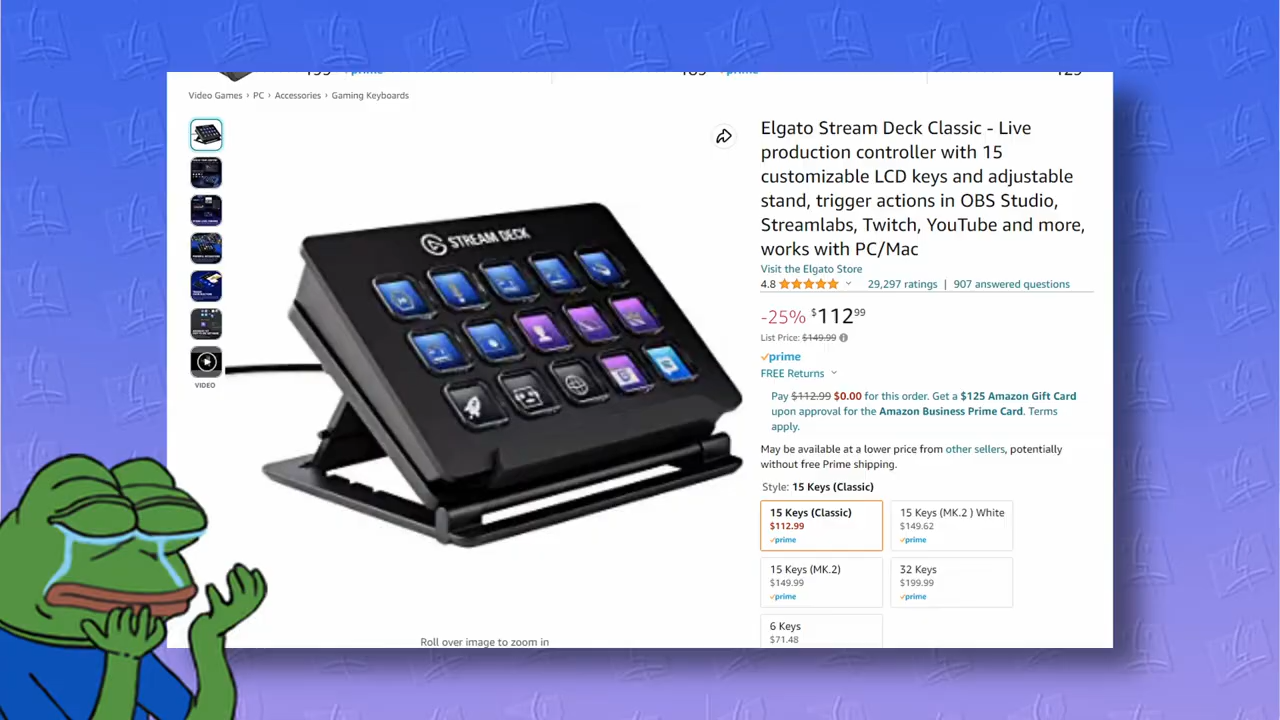 Video Games › PC › Accessories › Gaming Keyboards
STREAM DECK
VIDEO
Roll over image to zoom in
Elgato Stream Deck Classic - Live
production controller with 15
customizable LCD keys and adjustable
stand, trigger actions in OBS Studio,
Streamlabs, Twitch, YouTube and more,
works with PC/Mac
Visit the Elgato Store
4.8 29,297 ratings | 907 answered questions
-25% $112 99
List Price: $149.99
prime
FREE Returns
Pay $112.99 $0.00 for this order. Get a $125 Amazon Gift Card
upon approval for the Amazon Business Prime Card. Terms
apply.
May be available at a lower price from other sellers, potentially
without free Prime shipping.
Style: 15 Keys (Classic)
15 Keys (Classic)
$112.99
prime
15 Keys (MK.2 ) White
$149.62
prime
15 Keys (MK.2)
$149.99
prime
32 Keys
$199.99
prime
6 Keys
$71.48